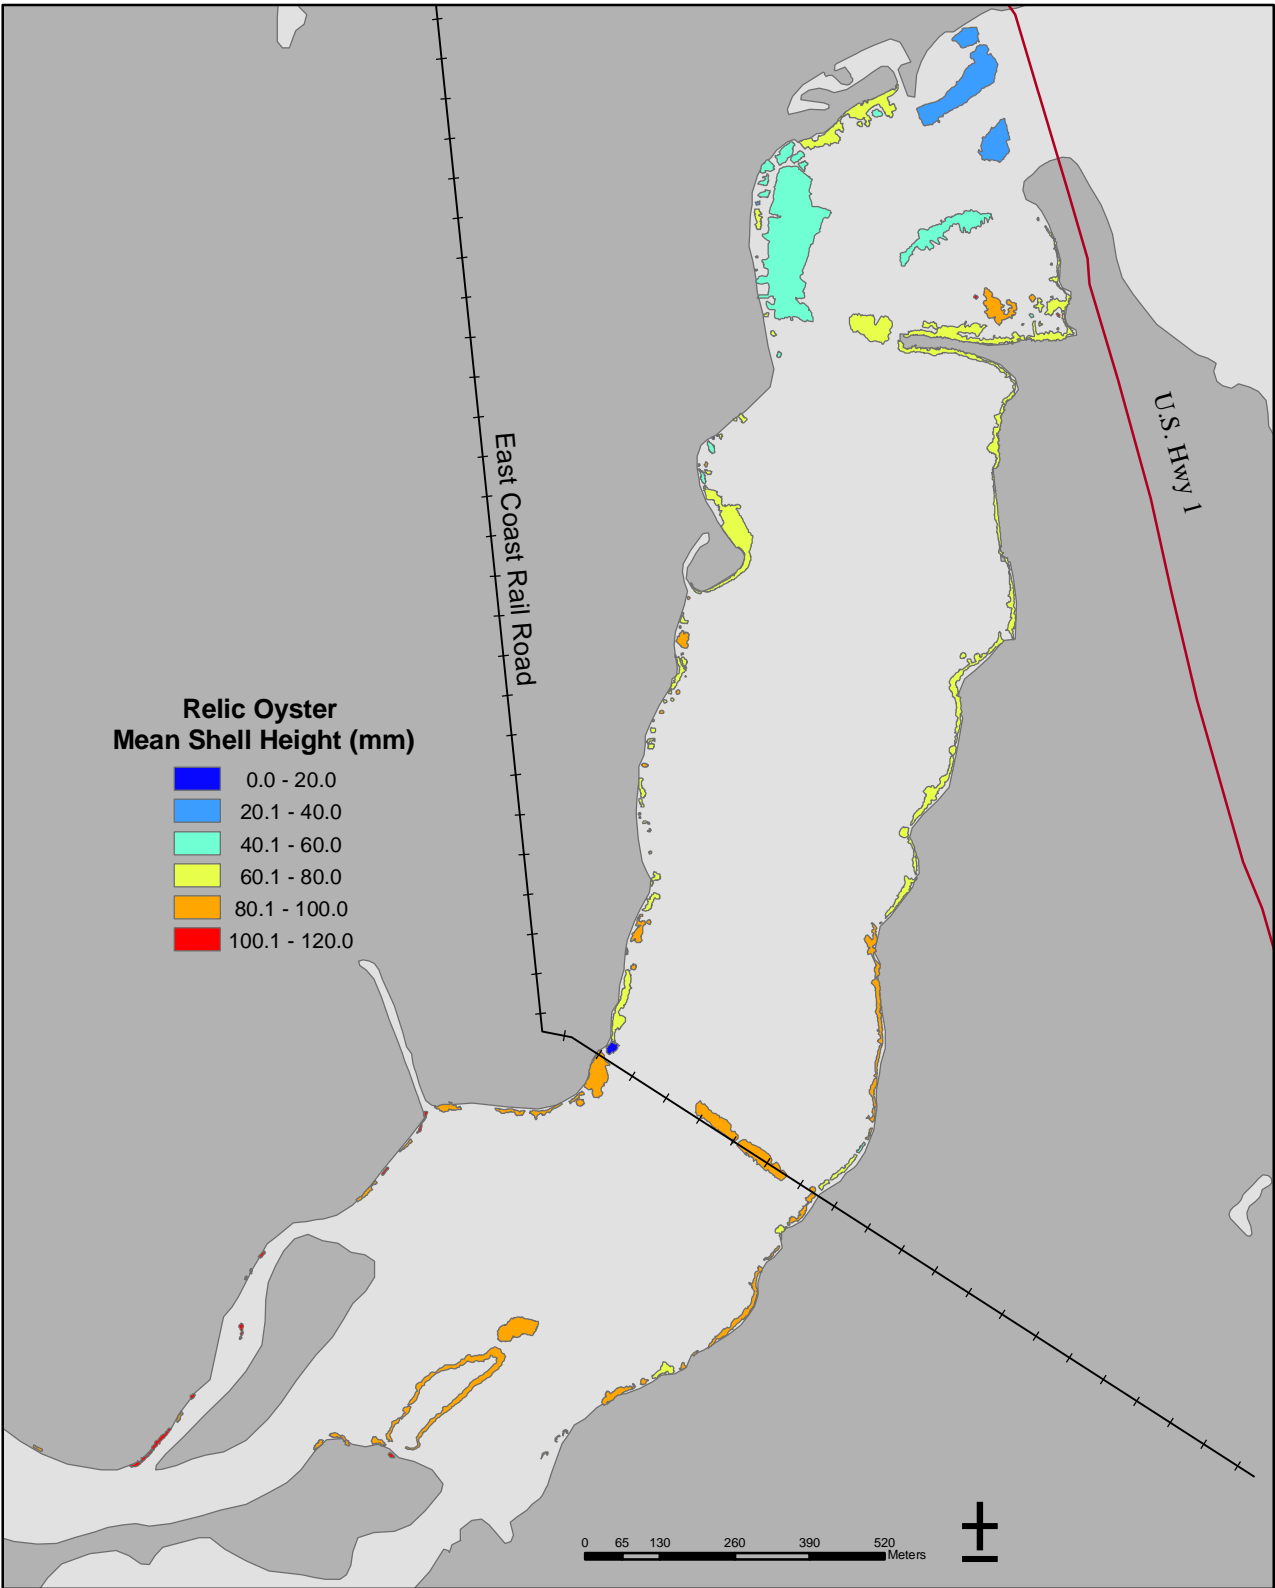 East Coast Rail Road
U.S. Hwy 1
Relic Oyster
Mean Shell Height (mm)
0.0 - 20.0
20.1 - 40.0
40.1 - 60.0
60.1 - 80.0
80.1 - 100.0
100.1 - 120.0
0 65 130 260 390 520
Meters